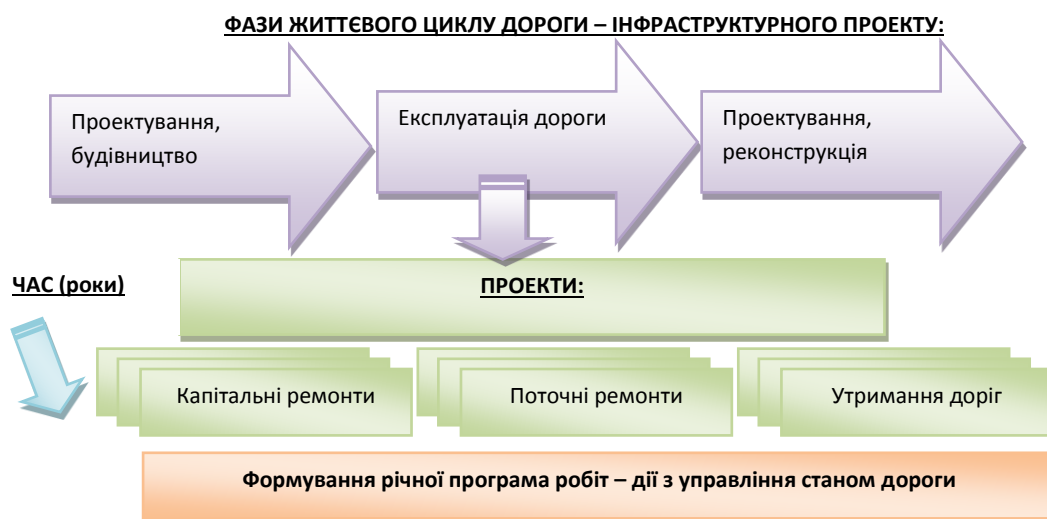 ФАЗИ ЖИТТЄВОГО ЦИКЛУ ДОРОГИ – ІНФРАСТРУКТУРНОГО ПРОЕКТУ:
Проектування,
будівництво
Експлуатація дороги
Проектування,
реконструкція
ЧАС (роки)
ПРОЕКТИ:
Капітальні ремонти
Поточні ремонти
Утримання доріг
Формування річної програма робіт – дії з управління станом дороги